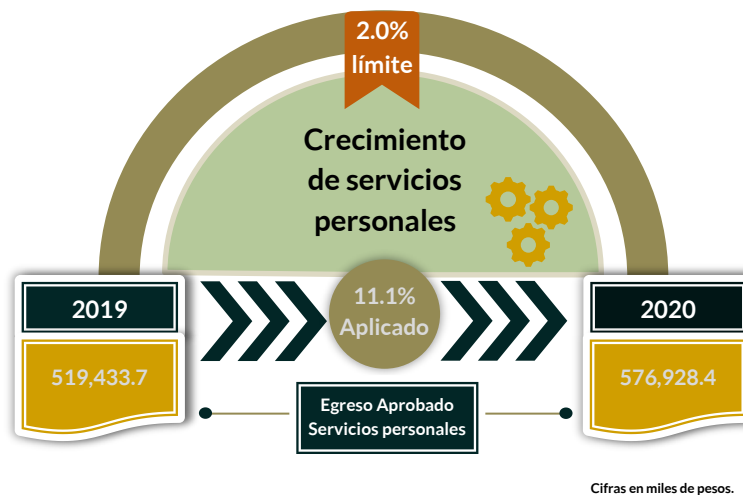 2.0%
límite
Crecimiento
de servicios
personales
2019
11.1%
Aplicado
2020
519,433.7
576,928.4
Egreso Aprobado
Servicios personales
Cifras en miles de pesos.